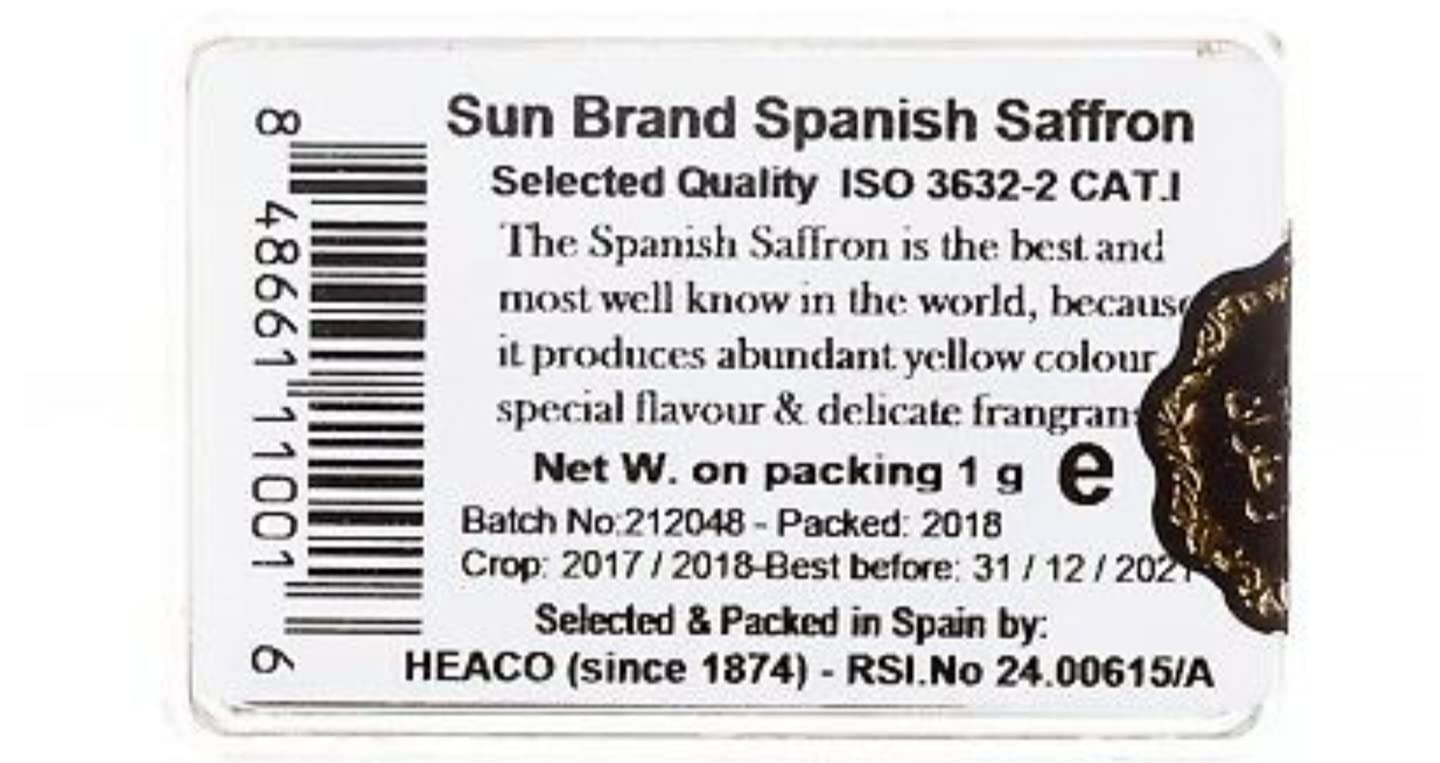 Sun Brand Spanish Saffron
Selected Quality ISO 3632-2 CAT.I
The Spanish Saffron is the best and
most well know in the world, because
it produces abundant yellow colour
special flavour & delicate frangran
Net W. on packing 1 g e
Batch No:212048 - Packed: 2018
Crop: 2017 / 2018-Best before: 31 / 12 / 2021
Selected & Packed in Spain by:
HEACO (since 1874) - RSI.No 24.00615/A
8 486611 11001 6